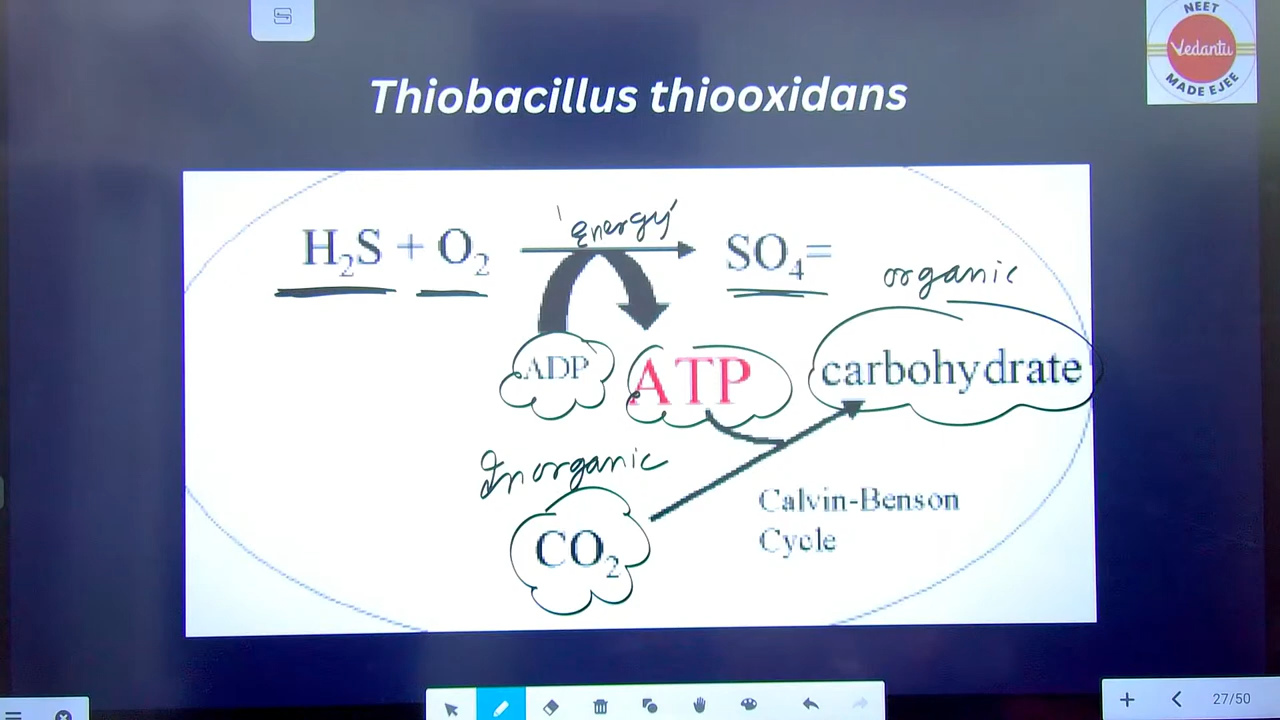 NEET
Vedantu
MADE EJEE
Thiobacillus thiooxidans
'Energy'
H₂S + O₂
SO₄=
organic
ADP
ATP
carbohydrate
Inorganic
CO₂
Calvin-Benson
Cycle
27/50